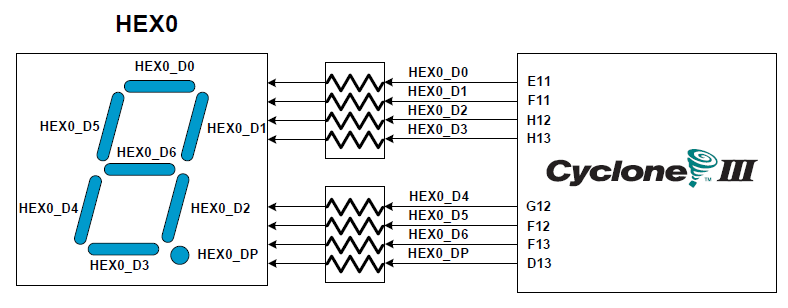 HEX0
HEX0_D0
HEX0_D5
HEX0_D1
HEX0_D6
HEX0_D4
HEX0_D2
HEX0_D3
HEX0_DP
HEX0_D0 E11
HEX0_D1 F11
HEX0_D2 H12
HEX0_D3 H13
HEX0_D4 G12
HEX0_D5 F12
HEX0_D6 F13
HEX0_DP D13
Cyclone™ III